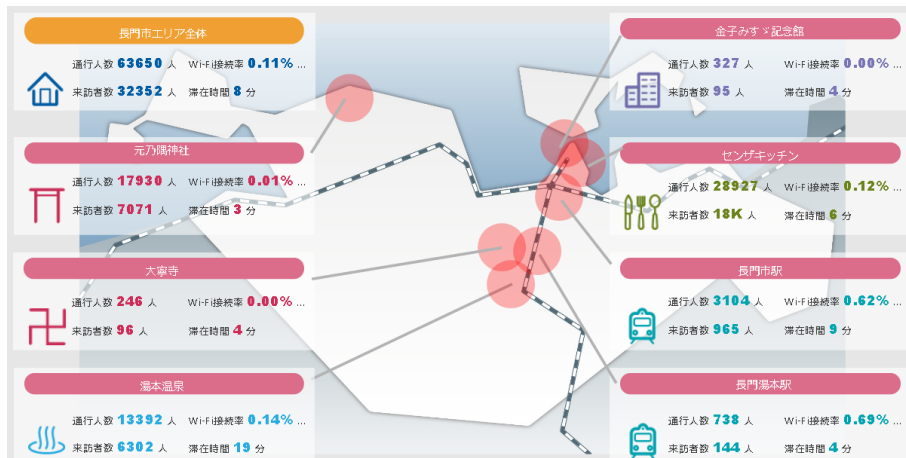 長門市エリア全体
通行人数 63650 人 Wi-Fi接続率 0.11% ...
来訪者数 32352 人 滞在時間 8 分
元乃隅神社
通行人数 17930 人 Wi-Fi接続率 0.01% ...
来訪者数 7071 人 滞在時間 3 分
大寧寺
通行人数 246 人 Wi-Fi接続率 0.00% ...
来訪者数 96 人 滞在時間 4 分
湯本温泉
通行人数 13392 人 Wi-Fi接続率 0.14% ...
来訪者数 6302 人 滞在時間 19 分
金子みすゞ記念館
通行人数 327 人 Wi-Fi接続率 0.00% ...
来訪者数 95 人 滞在時間 4 分
センザキッチン
通行人数 28927 人 Wi-Fi接続率 0.12% ...
来訪者数 18K 人 滞在時間 6 分
長門市駅
通行人数 3104 人 Wi-Fi接続率 0.62% ...
来訪者数 965 人 滞在時間 9 分
長門湯本駅
通行人数 738 人 Wi-Fi接続率 0.69% ...
来訪者数 144 人 滞在時間 4 分